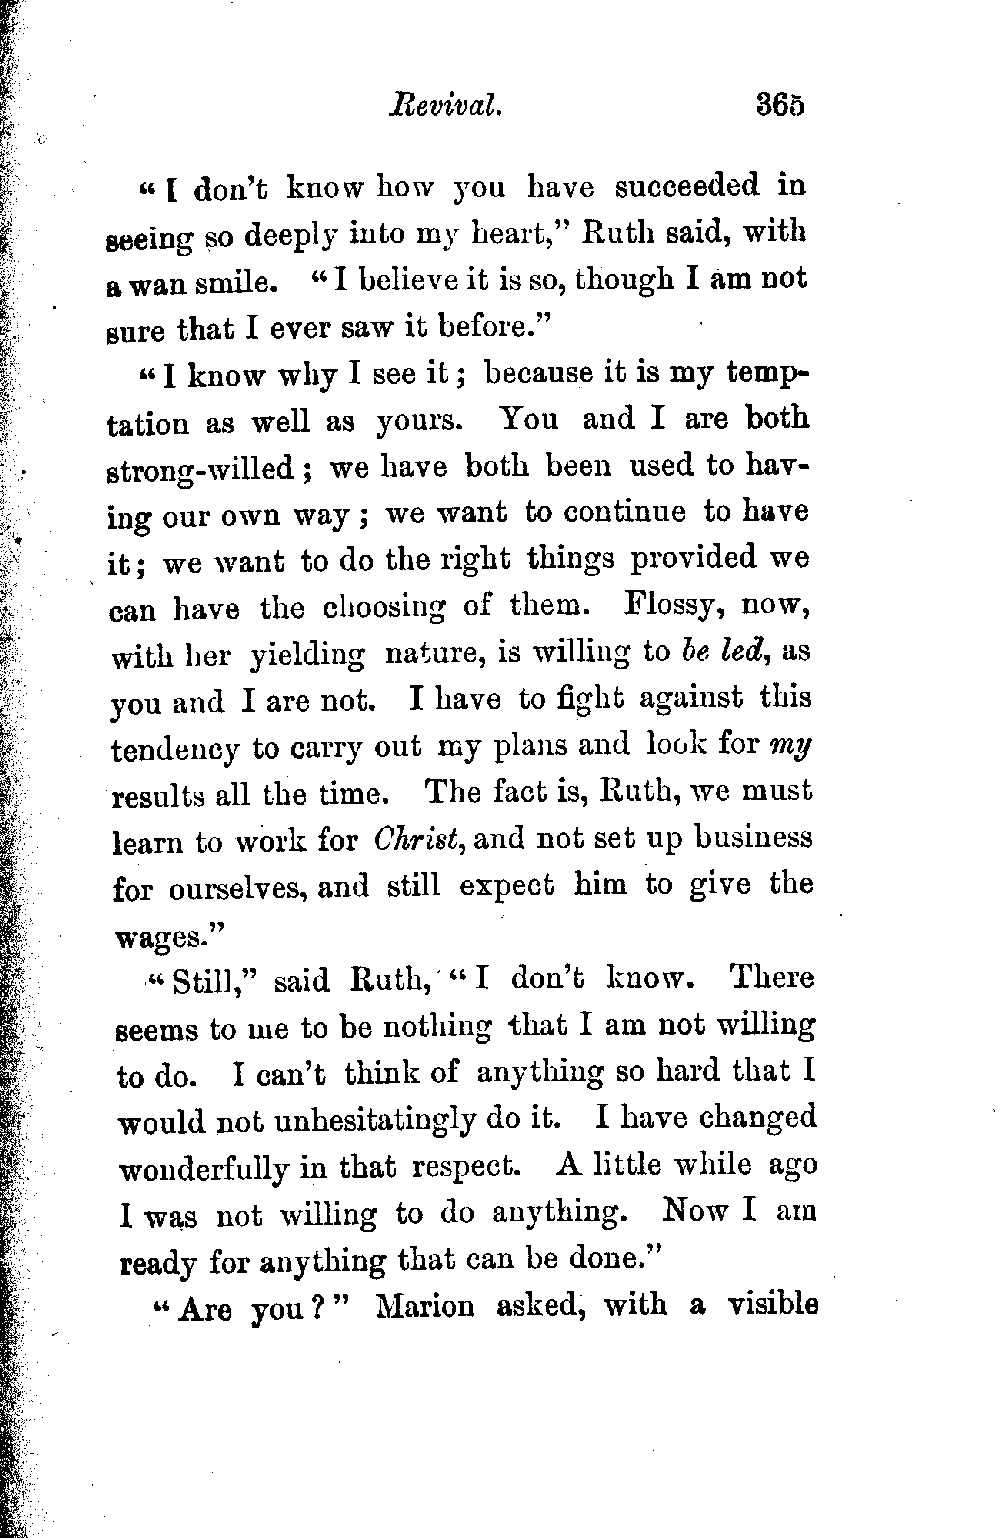 Revival. 365
“I don’t know how you have succeeded in
seeing so deeply into my heart,” Ruth said, with
a wan smile. “I believe it is so, though I am not
sure that I ever saw it before.”
“I know why I see it; because it is my temp-
tation as well as yours. You and I are both
strong-willed; we have both been used to hav-
ing our own way; we want to continue to have
it; we want to do the right things provided we
can have the choosing of them. Flossy, now,
with her yielding nature, is willing to be led, as
you and I are not. I have to fight against this
tendency to carry out my plans and look for my
results all the time. The fact is, Ruth, we must
learn to work for Christ, and not set up business
for ourselves, and still expect him to give the
wages.”
“Still,” said Ruth, “I don’t know. There
seems to me to be nothing that I am not willing
to do. I can’t think of anything so hard that I
would not unhesitatingly do it. I have changed
wonderfully in that respect. A little while ago
I was not willing to do anything. Now I am
ready for anything that can be done.”
“Are you?” Marion asked, with a visible